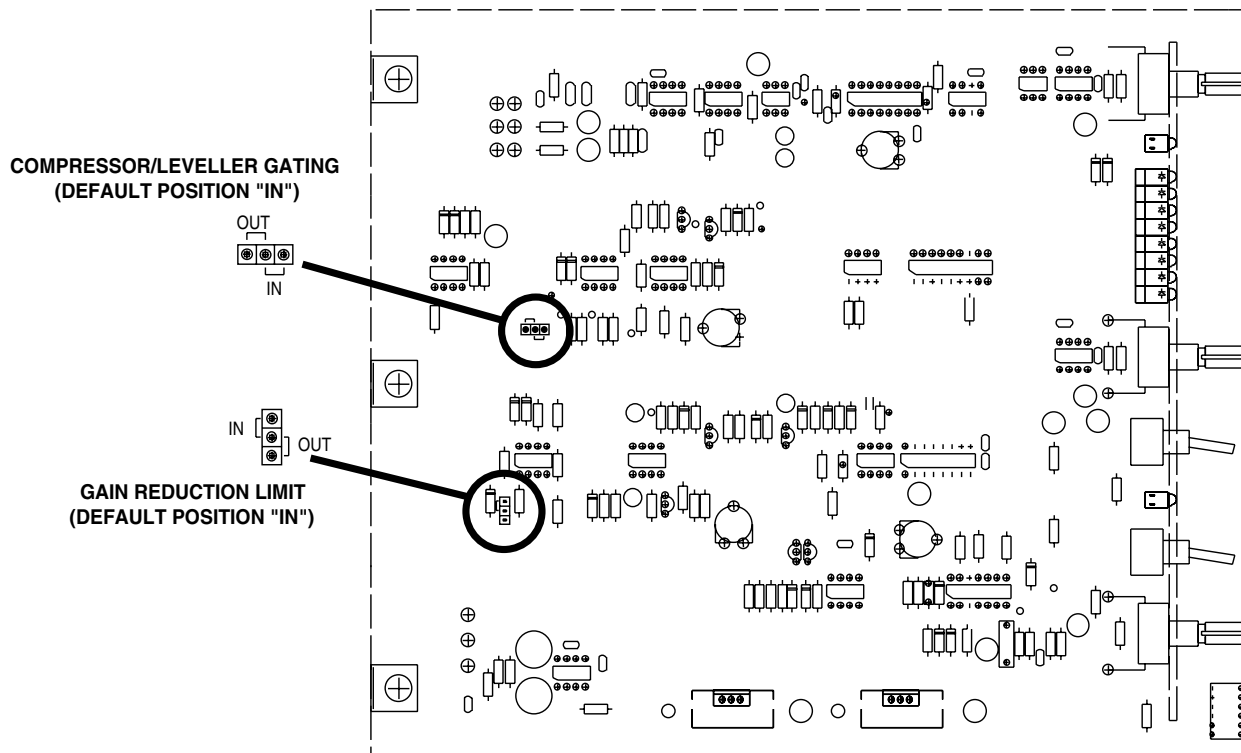 COMPRESSOR/LEVELLER GATING
(DEFAULT POSITION "IN")
OUT
IN
IN
OUT
GAIN REDUCTION LIMIT
(DEFAULT POSITION "IN")